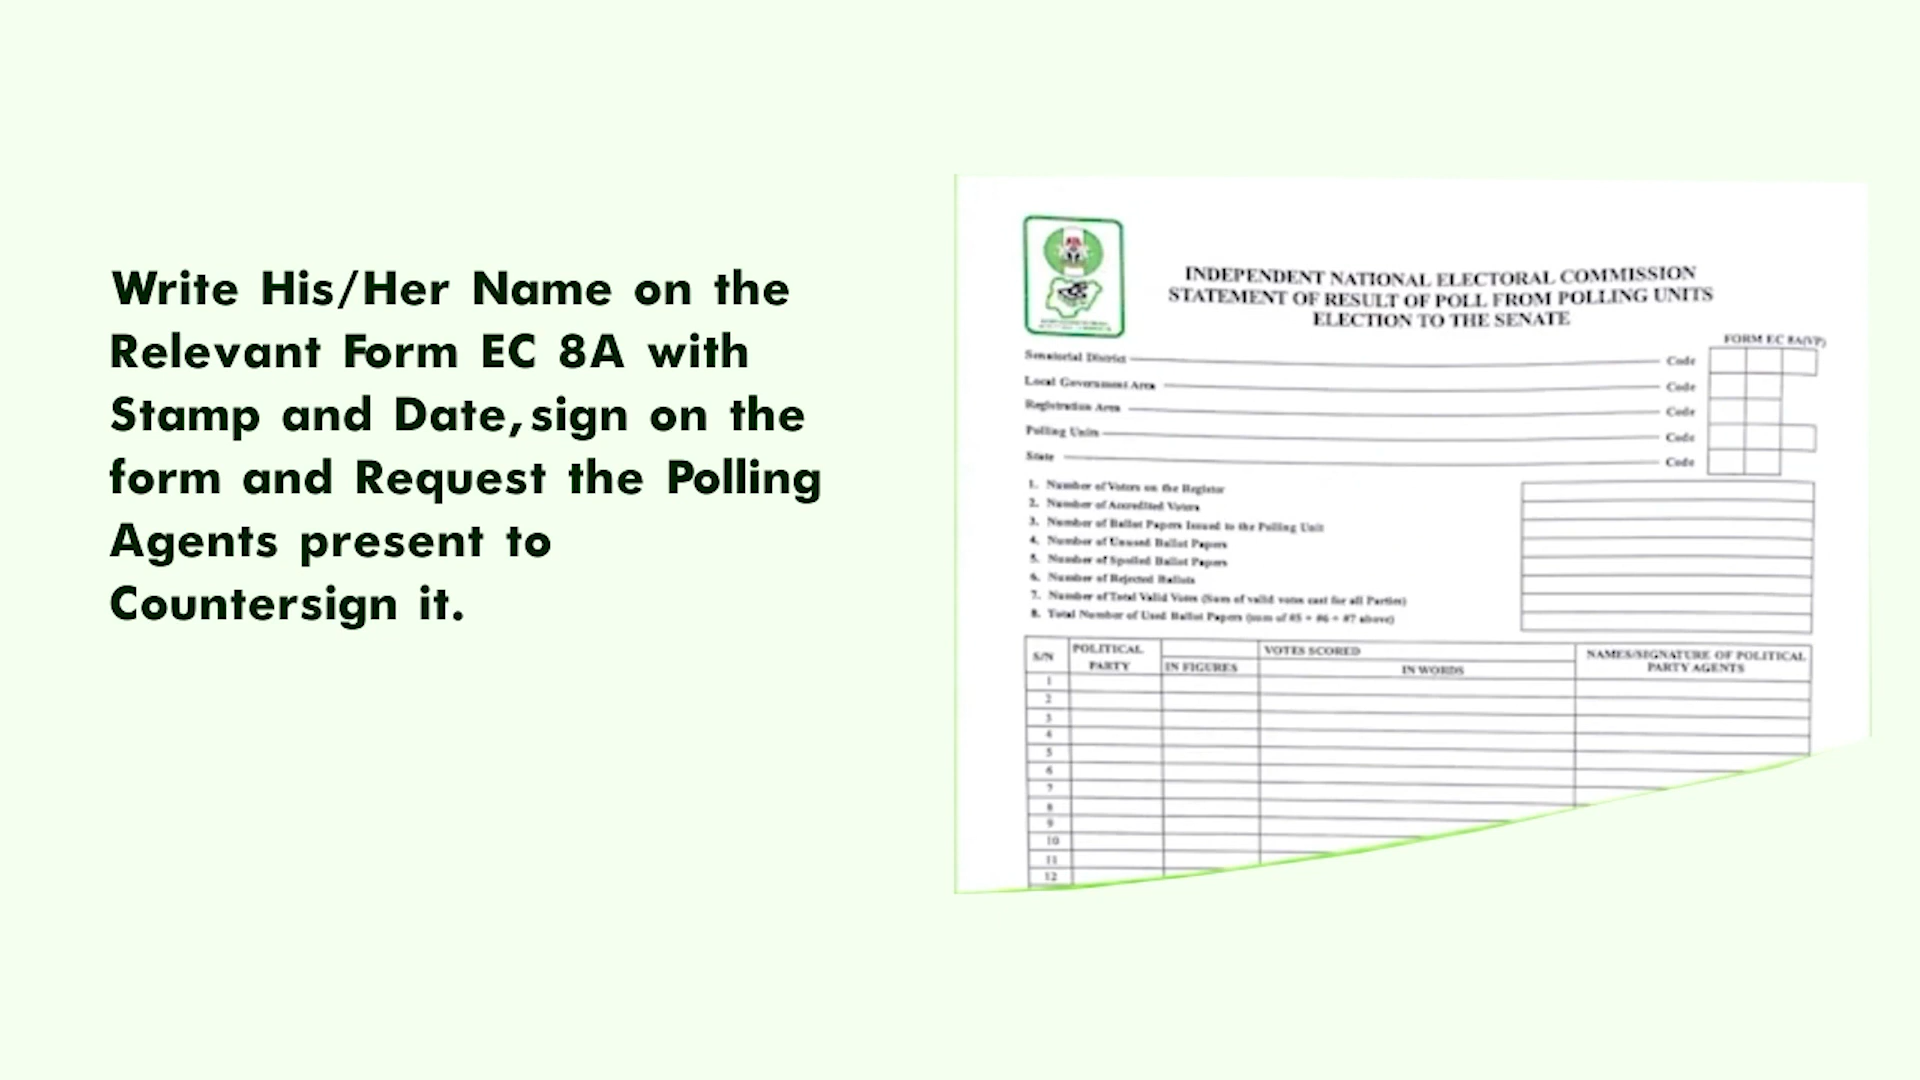 Write His/Her Name on the
Relevant Form EC 8A with
Stamp and Date, sign on the
form and Request the Polling
Agents present to
Countersign it.
INDEPENDENT NATIONAL ELECTORAL COMMISSION
STATEMENT OF RESULT OF POLL FROM POLLING UNITS
ELECTION TO THE SENATE
FORM EC 8A(VP)
Senatorial District Code
Local Government Area Code
Registration Area Code
Polling Units Code
State Code
1. Number of Voters on the Register
2. Number of Accredited Voters
3. Number of Ballot Papers Issued to the Polling Unit
4. Number of Unused Ballot Papers
5. Number of Spoiled Ballot Papers
6. Number of Rejected Ballots
7. Number of Total Valid Votes (Sum of valid votes cast for all Parties)
8. Total Number of Used Ballot Papers (sum of #5 + #6 + #7 above)
S/N POLITICAL PARTY VOTES SCORED NAMES/SIGNATURE OF POLITICAL PARTY AGENTS
IN FIGURES IN WORDS
1
2
3
4
5
6
7
8
9
10
11
12